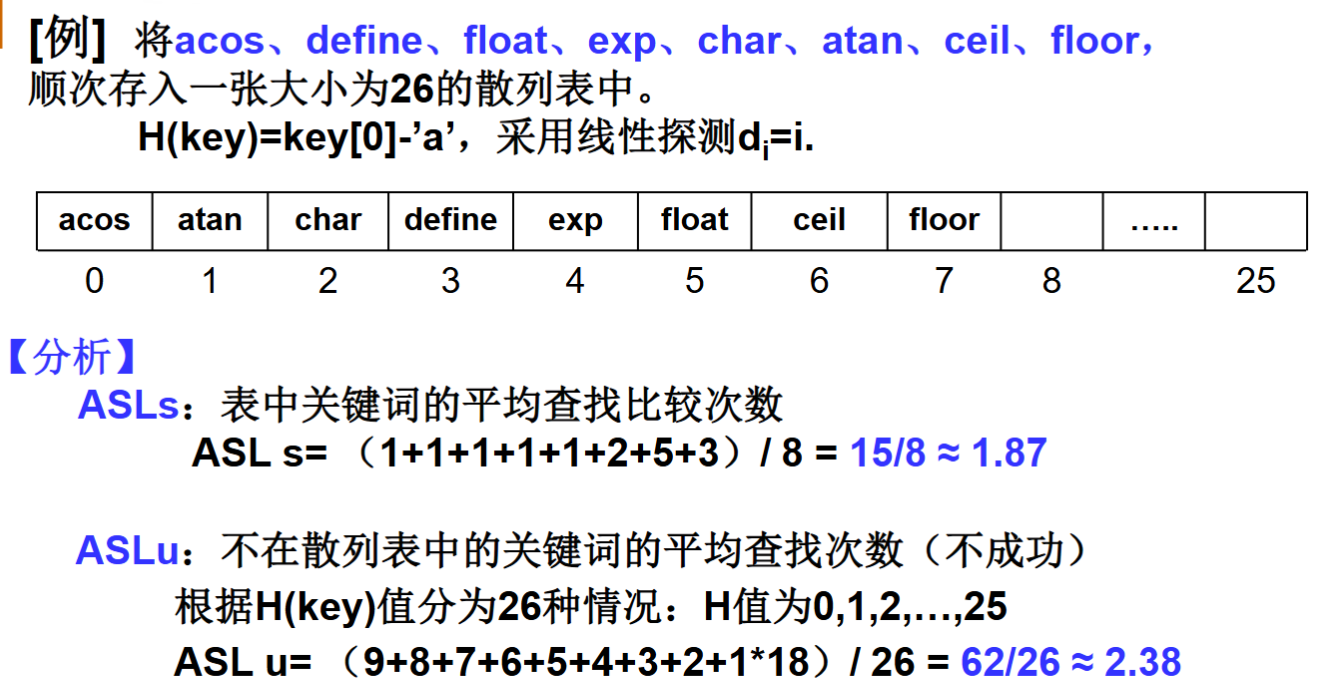 [例] 将acos、define、float、exp、char、atan、ceil、floor，
顺次存入一张大小为26的散列表中。
H(key)=key[0]-’a’，采用线性探测di=i.
acos atan char define exp float ceil floor …..
0 1 2 3 4 5 6 7 8 25
【分析】
ASLs：表中关键词的平均查找比较次数
ASL s= （1+1+1+1+1+2+5+3）/ 8 = 15/8 ≈ 1.87
ASLu：不在散列表中的关键词的平均查找次数（不成功）
根据H(key)值分为26种情况：H值为0,1,2,…,25
ASL u= （9+8+7+6+5+4+3+2+1*18）/ 26 = 62/26 ≈ 2.38